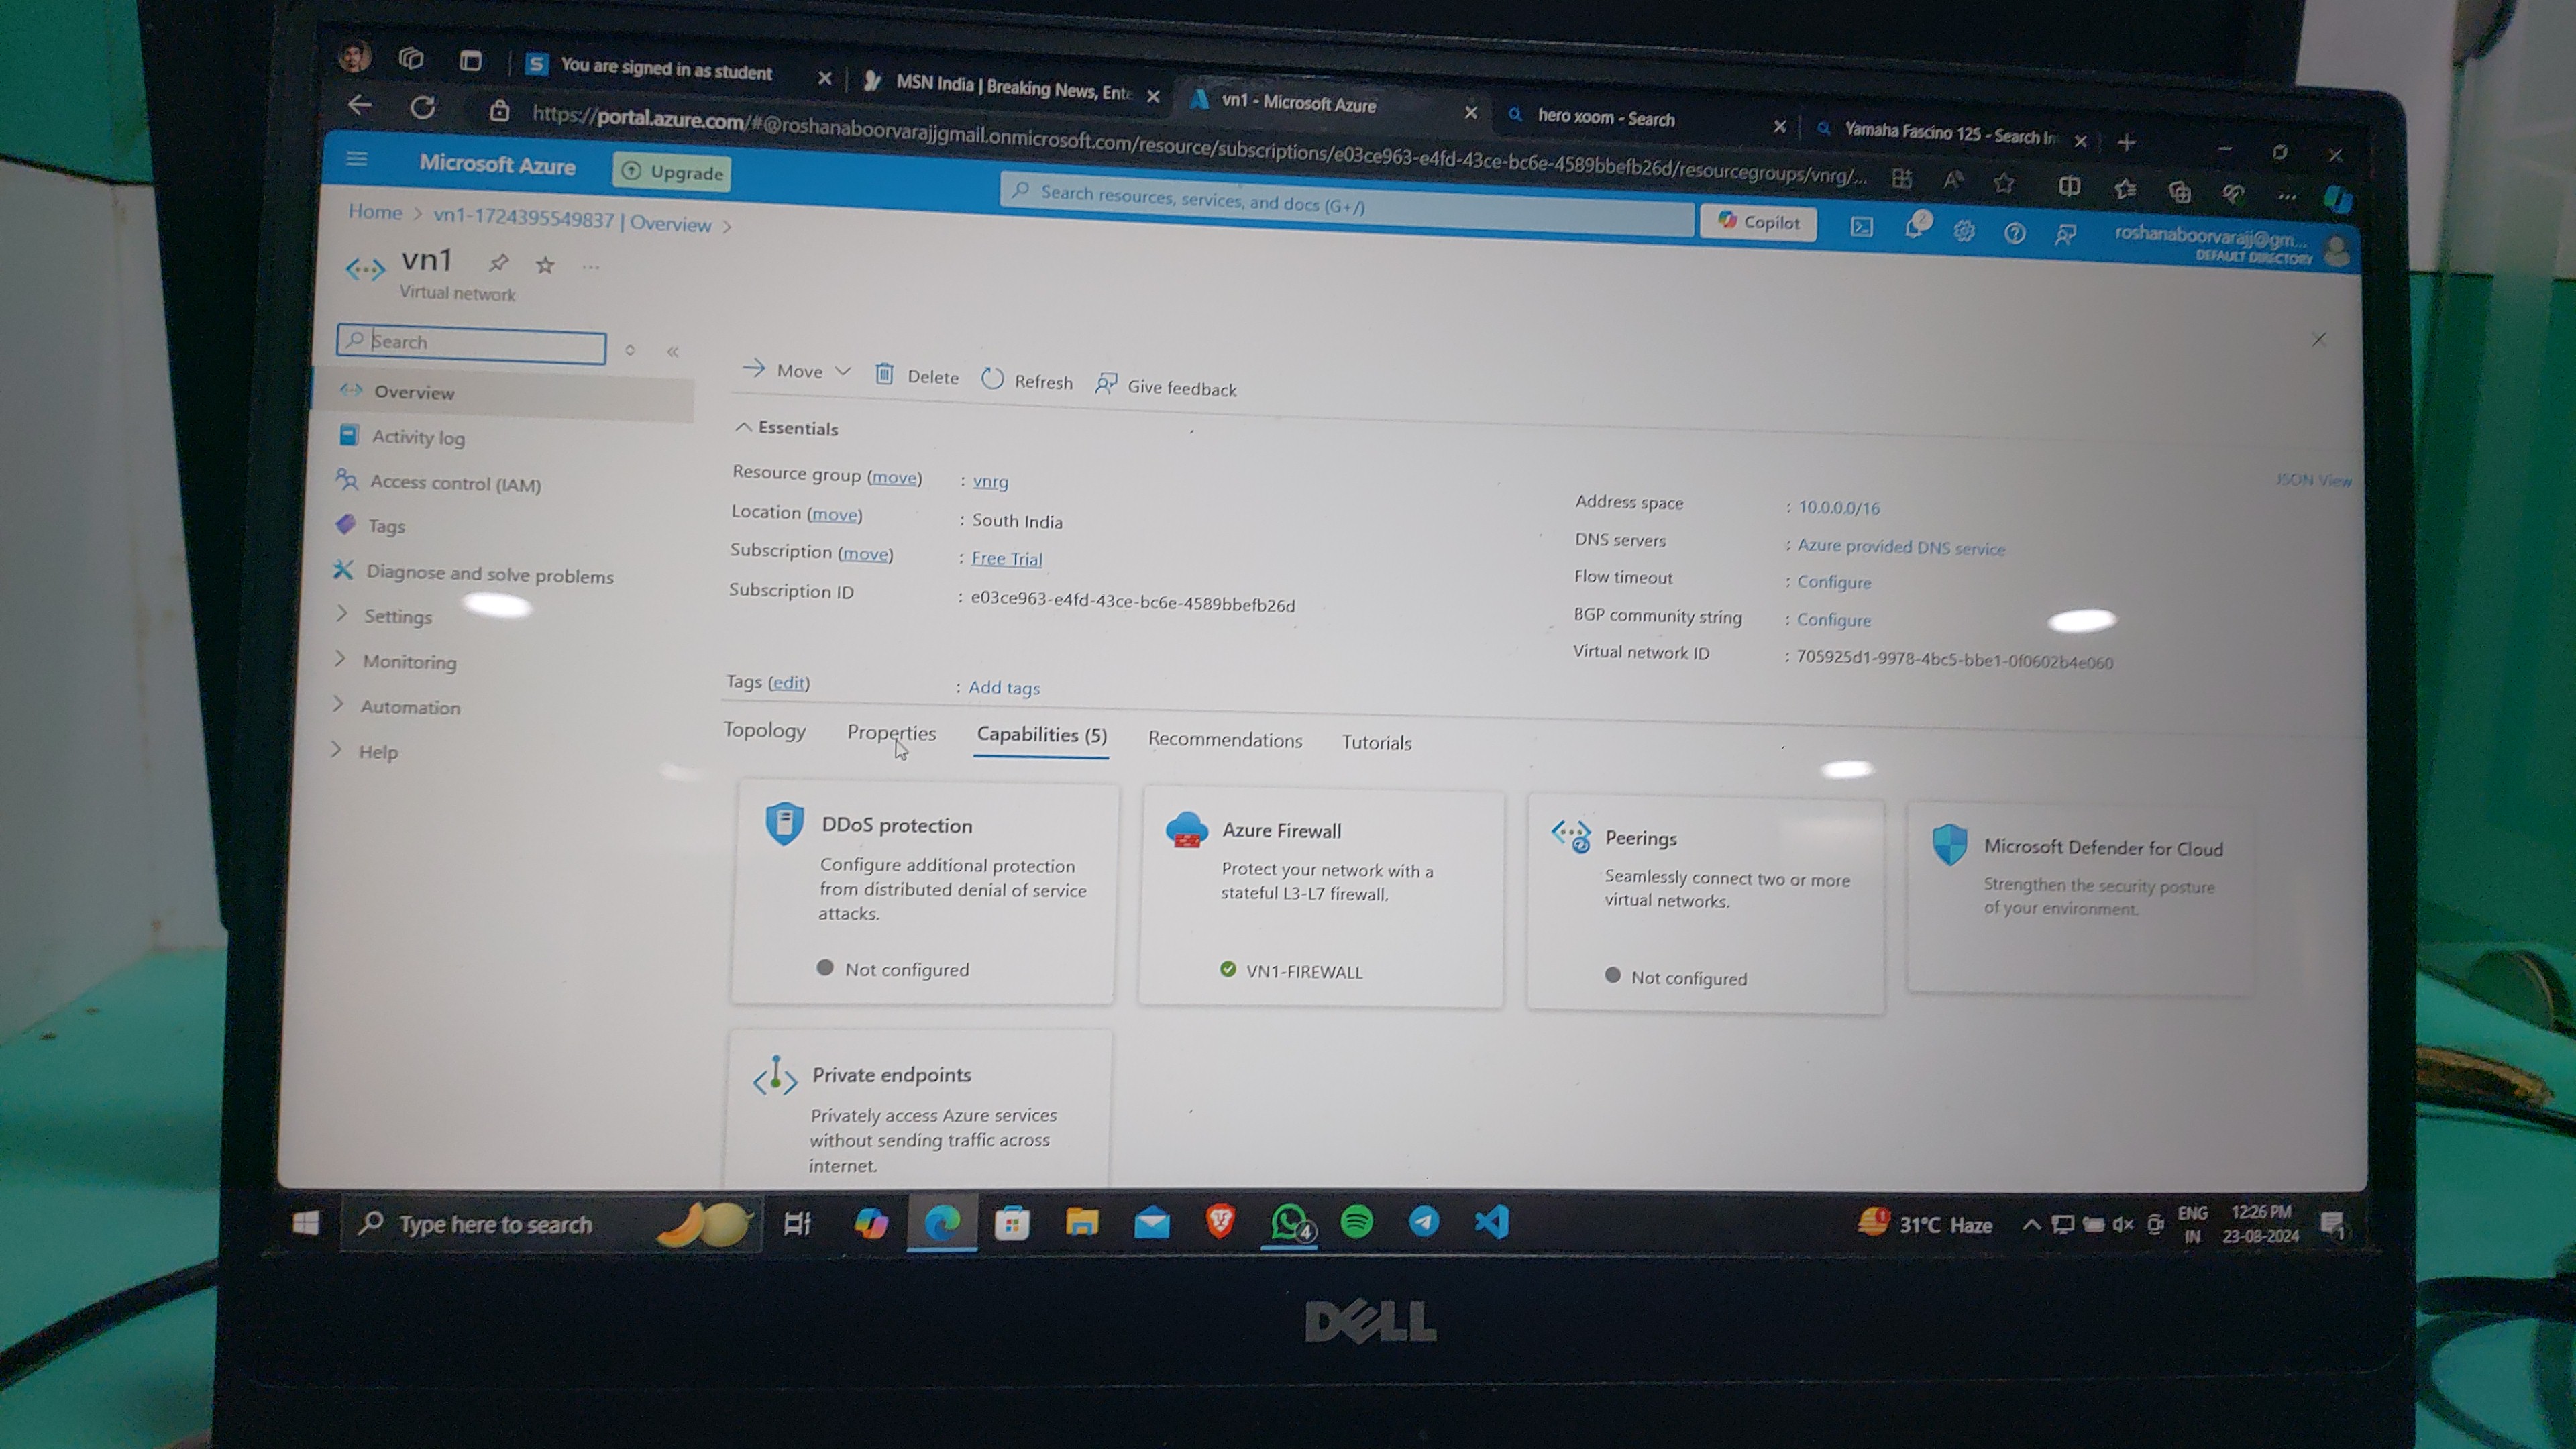 You are signed in as student
MSN India | Breaking News, Ente
vn1 - Microsoft Azure
hero xoom - Search
Yamaha Fascino 125 - Search In
https://portal.azure.com/#@roshanaboorvarajjgmail.onmicrosoft.com/resource/subscriptions/e03ce963-e4fd-43ce-bc6e-4589bbefb26d/resourcegroups/vnrg/...
Microsoft Azure
Upgrade
Search resources, services, and docs (G+/)
Copilot
2
roshanaboorvarajj@gm...
DEFAULT DIRECTORY
Home > vn1-1724395549837 | Overview >
vn1
Virtual network
Search
Overview
Activity log
Access control (IAM)
Tags
Diagnose and solve problems
Settings
Monitoring
Automation
Help
Move
Delete
Refresh
Give feedback
Essentials
JSON View
Resource group (move) : vnrg
Location (move) : South India
Subscription (move) : Free Trial
Subscription ID : e03ce963-e4fd-43ce-bc6e-4589bbefb26d
Address space : 10.0.0.0/16
DNS servers : Azure provided DNS service
Flow timeout : Configure
BGP community string : Configure
Virtual network ID : 705925d1-9978-4bc5-bbe1-0f0602b4e060
Tags (edit) : Add tags
Topology Properties Capabilities (5) Recommendations Tutorials
DDoS protection
Configure additional protection
from distributed denial of service
attacks.
Not configured
Azure Firewall
Protect your network with a
stateful L3-L7 firewall.
VN1-FIREWALL
Peerings
Seamlessly connect two or more
virtual networks.
Not configured
Microsoft Defender for Cloud
Strengthen the security posture
of your environment.
Private endpoints
Privately access Azure services
without sending traffic across
internet.
Type here to search
4
1
31°C Haze
ENG
IN
12:26 PM
23-08-2024
1
DELL